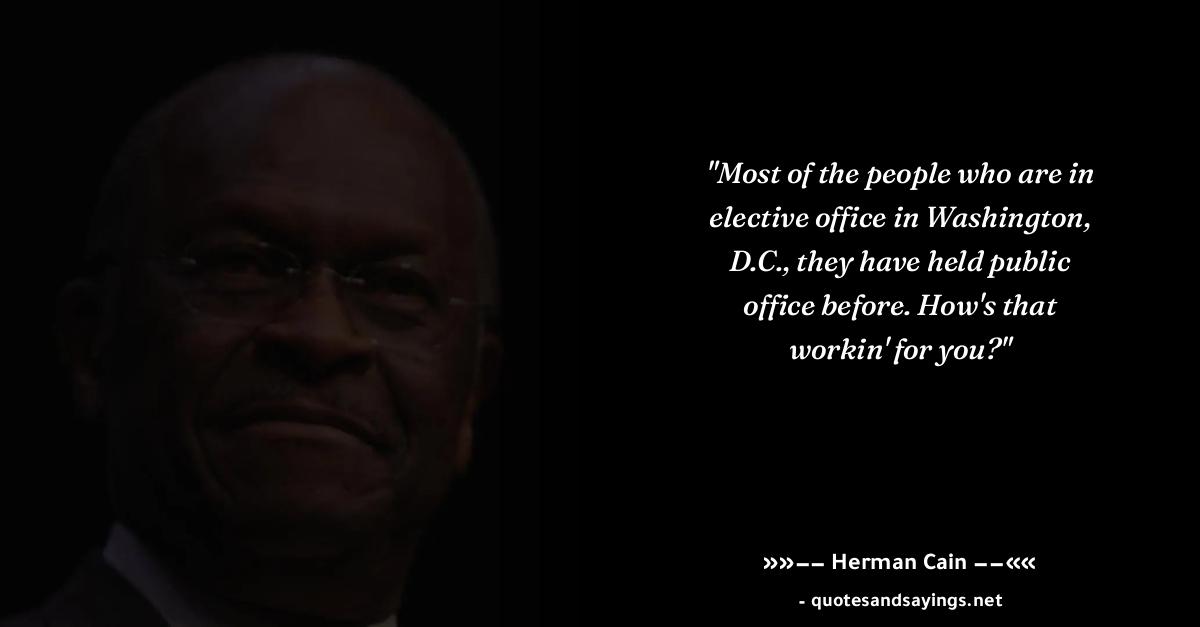 "Most of the people who are in
elective office in Washington,
D.C., they have held public
office before. How's that
workin' for you?"
»»–– Herman Cain ––««
- quotesandsayings.net